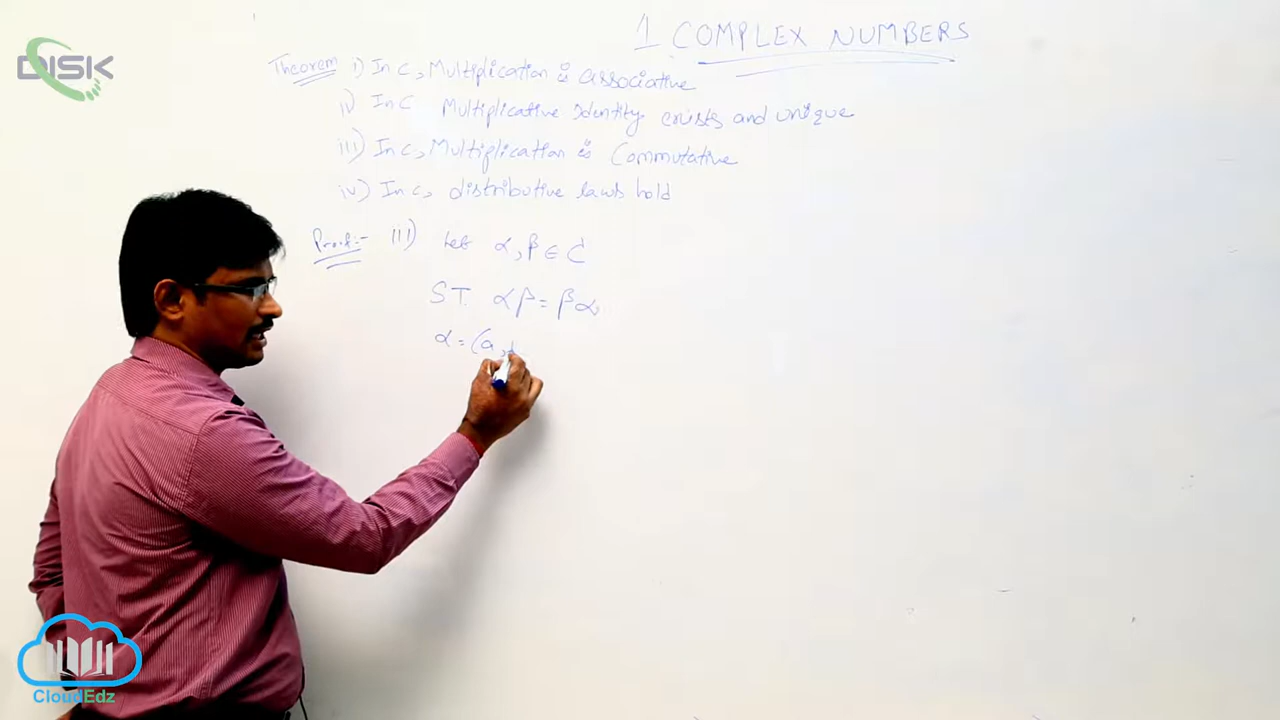 DISK
1 COMPLEX NUMBERS
Theorem i) In C, Multiplication is associative
ii) In C Multiplicative Identity exists and unique
iii) In C, Multiplication is Commutative
iv) In C, distributive laws hold
Proof:- iii) Let α, β ∈ C
S.T. αβ = βα
α = (a,
CloudEdz